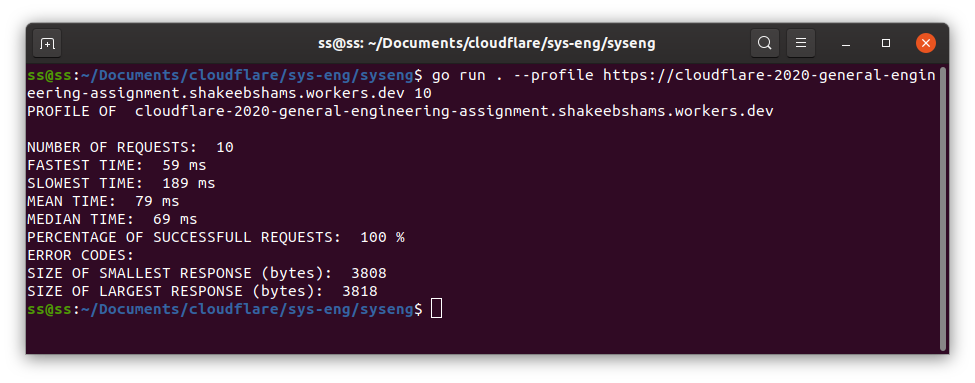 ss@ss: ~/Documents/cloudflare/sys-eng/syseng
ss@ss:~/Documents/cloudflare/sys-eng/syseng$ go run . --profile https://cloudflare-2020-general-engin
eering-assignment.shakeebshams.workers.dev 10
PROFILE OF  cloudflare-2020-general-engineering-assignment.shakeebshams.workers.dev
NUMBER OF REQUESTS:  10
FASTEST TIME:  59 ms
SLOWEST TIME:  189 ms
MEAN TIME:  79 ms
MEDIAN TIME:  69 ms
PERCENTAGE OF SUCCESSFULL REQUESTS:  100 %
ERROR CODES:
SIZE OF SMALLEST RESPONSE (bytes):  3808
SIZE OF LARGEST RESPONSE (bytes):  3818
ss@ss:~/Documents/cloudflare/sys-eng/syseng$